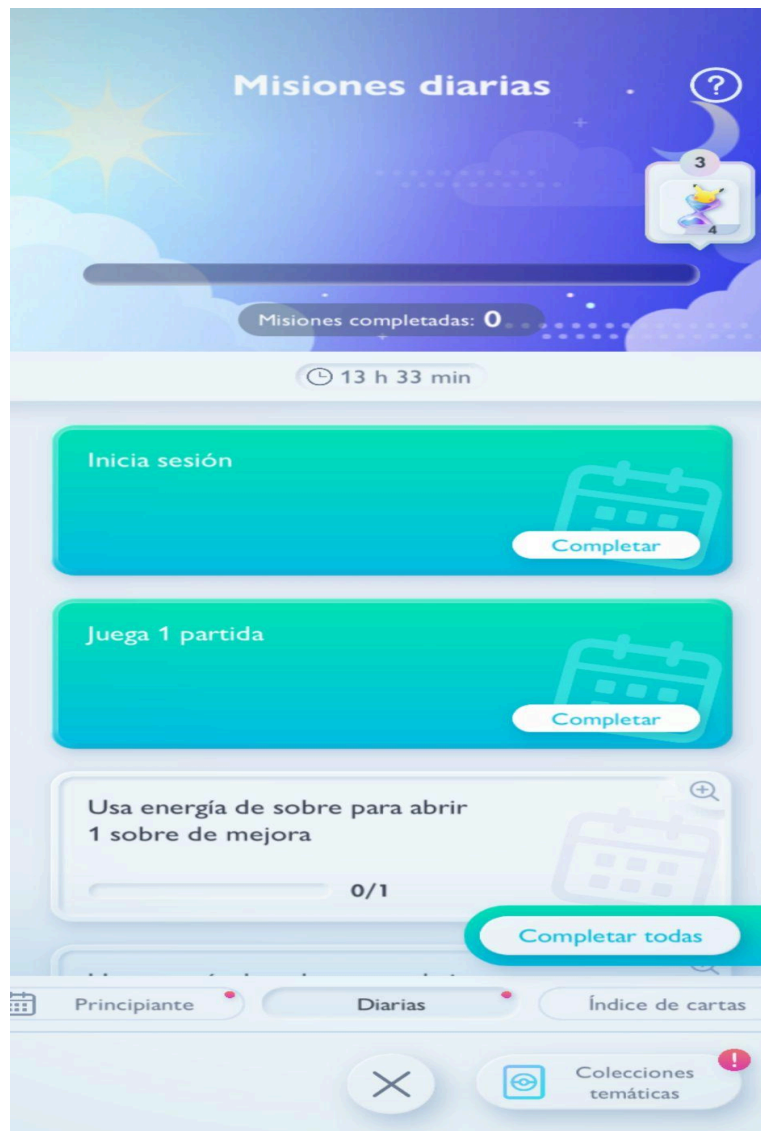 Misiones diarias
?
3
4
Misiones completadas: 0
13 h 33 min
Inicia sesión
Completar
Juega 1 partida
Completar
Usa energía de sobre para abrir
1 sobre de mejora
0/1
Completar todas
Principiante
Diarias
Índice de cartas
Colecciones
temáticas
!